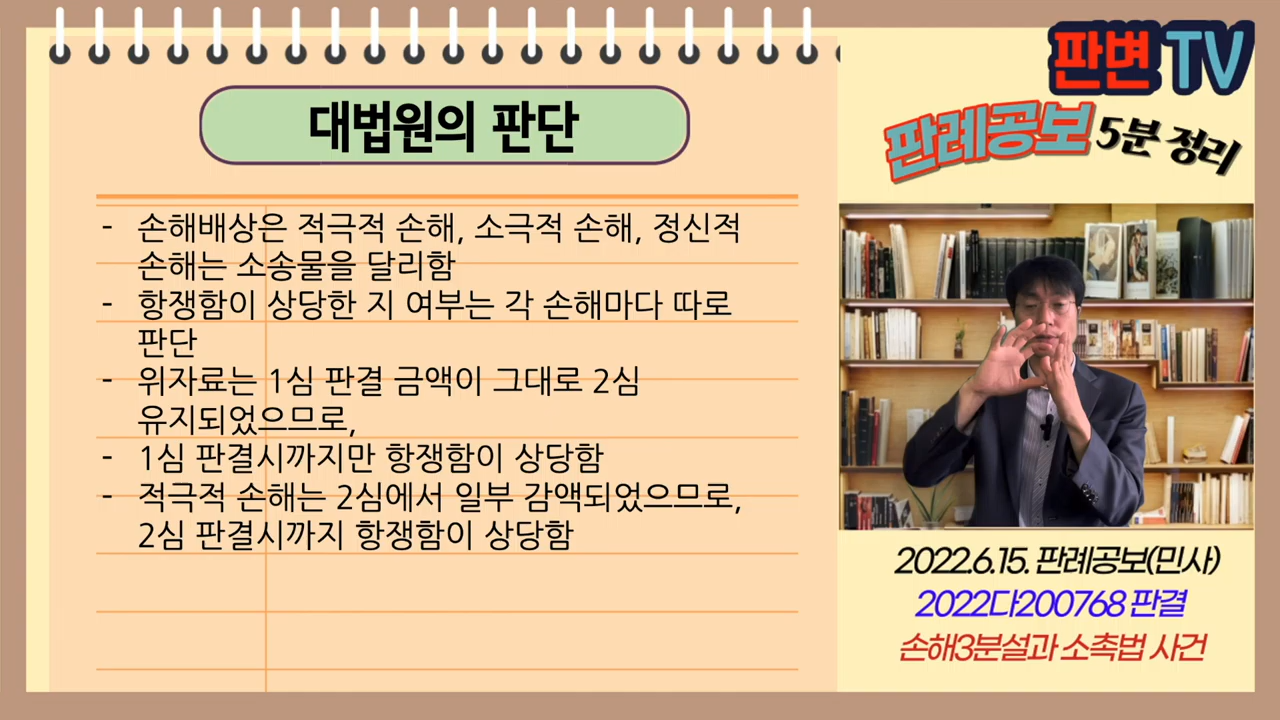 대법원의 판단
- 손해배상은 적극적 손해, 소극적 손해, 정신적
손해는 소송물을 달리함
- 항쟁함이 상당한 지 여부는 각 손해마다 따로
판단
- 위자료는 1심 판결 금액이 그대로 2심
유지되었으므로,
- 1심 판결시까지만 항쟁함이 상당함
- 적극적 손해는 2심에서 일부 감액되었으므로,
2심 판결시까지 항쟁함이 상당함
판변 TV
판례공보 5분 정리
2022.6.15. 판례공보(민사)
2022다200768 판결
손해3분설과 소촉법 사건